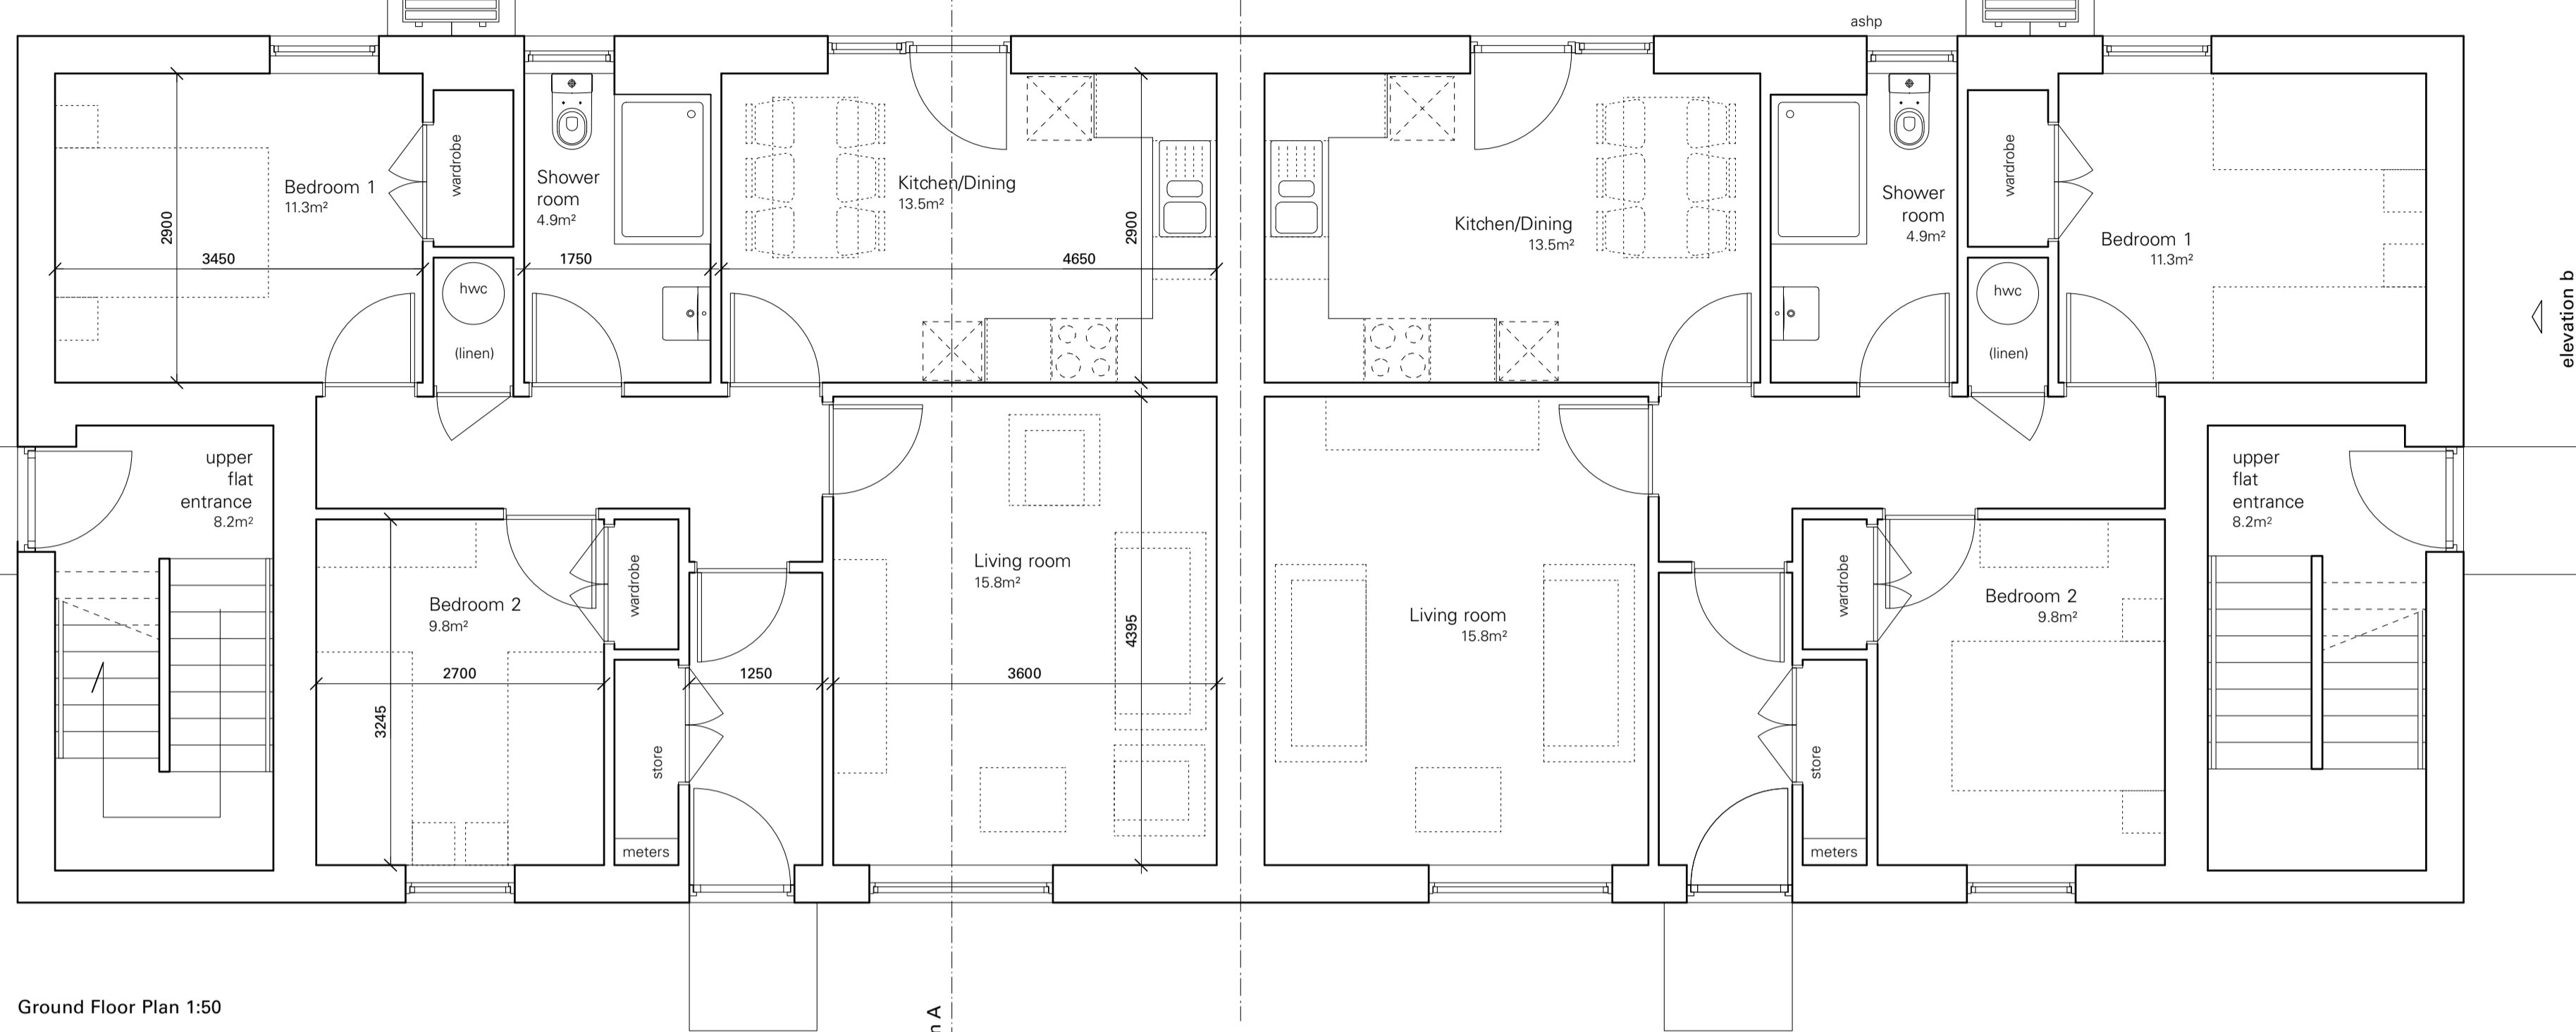 ashp
Bedroom 1
11.3m²
2900
3450
wardrobe
hwc
(linen)
Shower
room
4.9m²
1750
Kitchen/Dining
13.5m²
2900
4650
Kitchen/Dining
13.5m²
Shower
room
4.9m²
wardrobe
hwc
(linen)
Bedroom 1
11.3m²
elevation b
upper
flat
entrance
8.2m²
Bedroom 2
9.8m²
2700
3245
wardrobe
store
meters
1250
Living room
15.8m²
3600
4395
Living room
15.8m²
wardrobe
store
meters
Bedroom 2
9.8m²
upper
flat
entrance
8.2m²
Ground Floor Plan 1:50
n A